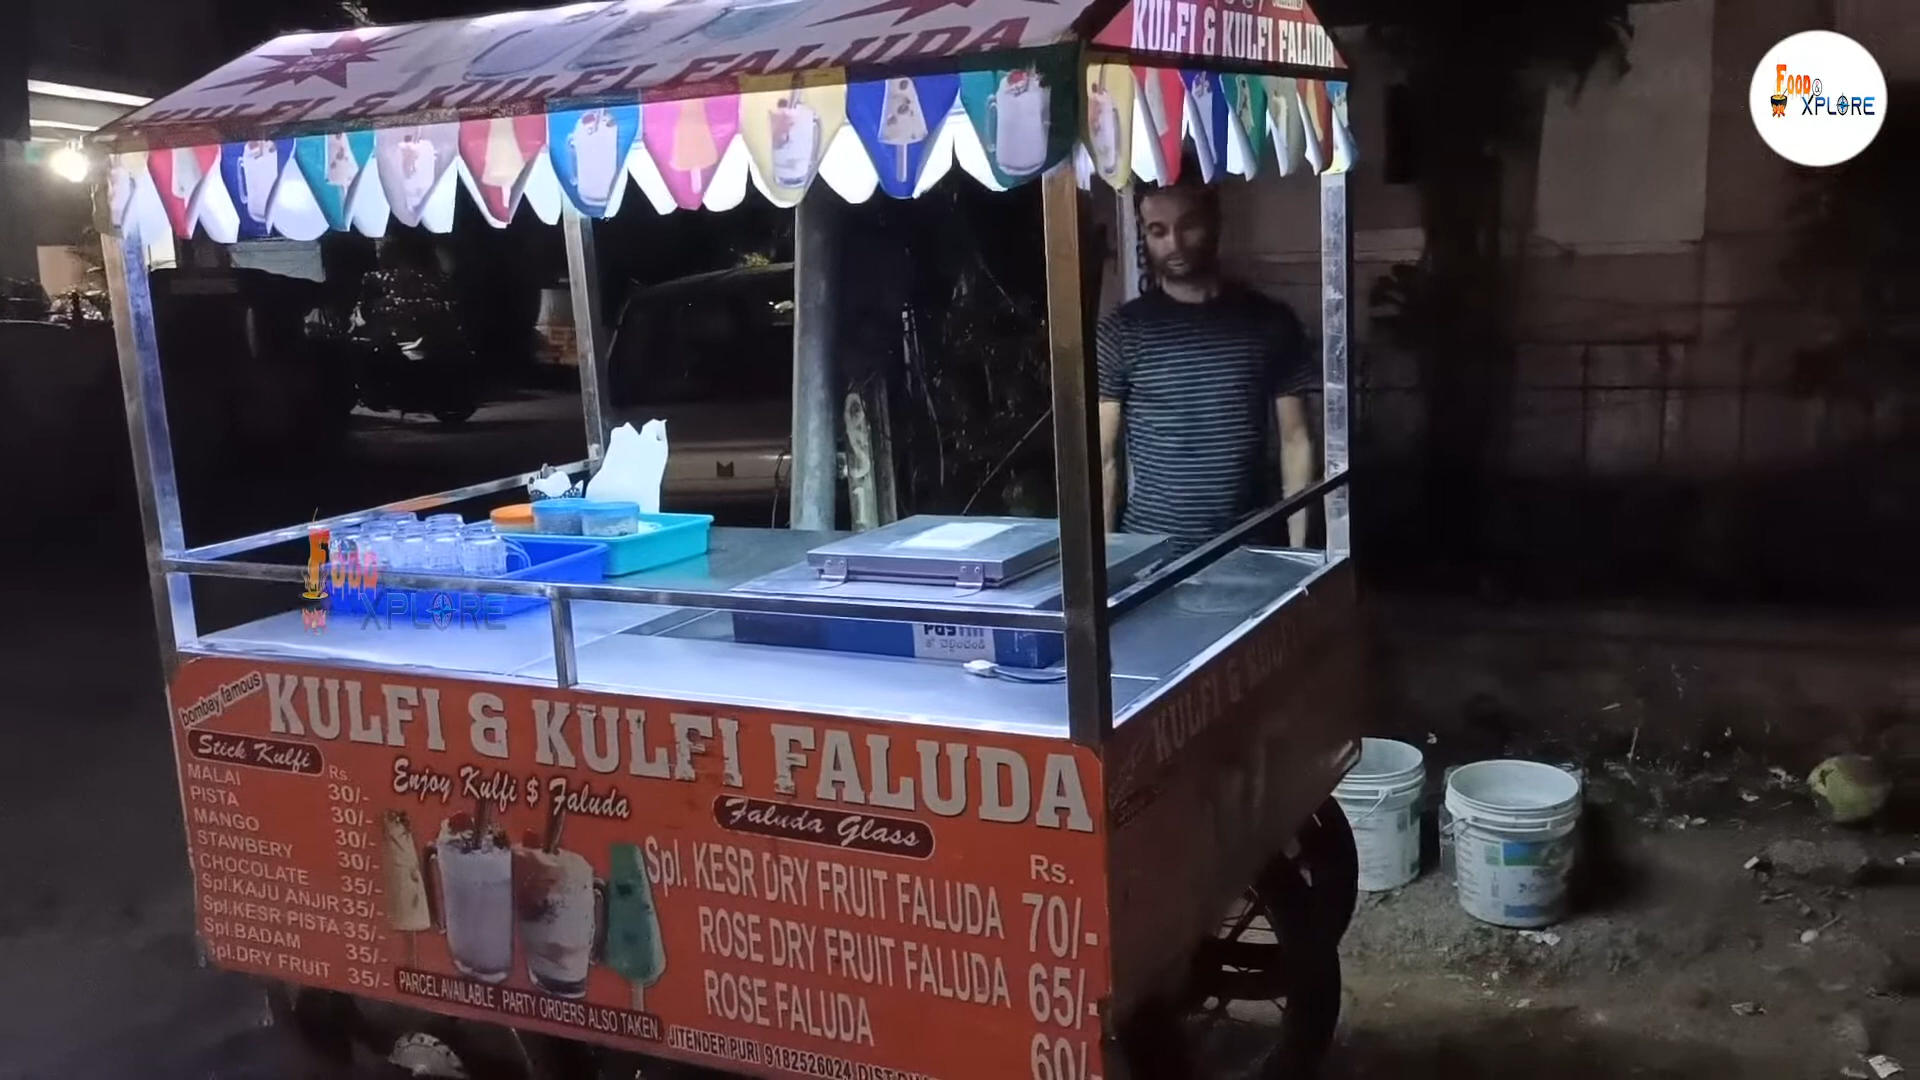 KULFI & KULFI FALUDA
KULFI & KULFI FALUDA
FOOD &
XPLORE
FOOD
XPLORE
Paytm
bombay famous
KULFI & KULFI FALUDA
Stick Kulfi
Rs.
MALAI 30/-
PISTA 30/-
MANGO 30/-
STAWBERY 30/-
CHOCOLATE 35/-
Spl.KAJU ANJIR 35/-
Spl.KESR PISTA 35/-
Spl.BADAM 35/-
Spl.DRY FRUIT 35/-
Enjoy Kulfi $ Faluda
Faluda Glass
Rs.
Spl. KESR DRY FRUIT FALUDA 70/-
ROSE DRY FRUIT FALUDA 65/-
ROSE FALUDA 60/-
PARCEL AVAILABLE, PARTY ORDERS ALSO TAKEN.
JITENDER PURI 9182526024 DIST
KULFI &